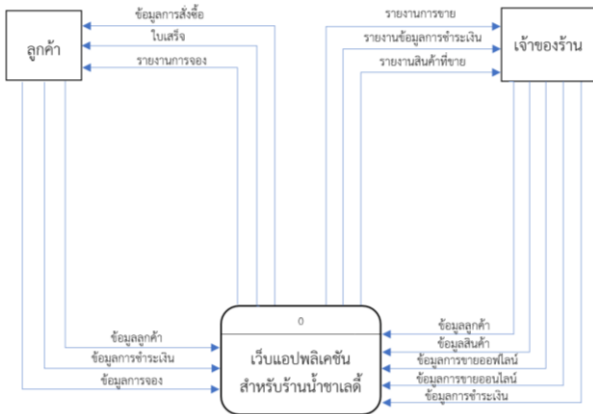 ข้อมูลการสั่งซื้อ
ใบเสร็จ
รายงานการจอง
ลูกค้า
รายงานการขาย
รายงานข้อมูลการชำระเงิน
รายงานสินค้าที่ขาย
เจ้าของร้าน
0
เว็บแอปพลิเคชัน
สำหรับร้านน้ำชาเลดี้
ข้อมูลลูกค้า
ข้อมูลการชำระเงิน
ข้อมูลการจอง
ข้อมูลลูกค้า
ข้อมูลสินค้า
ข้อมูลการขายออฟไลน์
ข้อมูลการขายออนไลน์
ข้อมูลการชำระเงิน